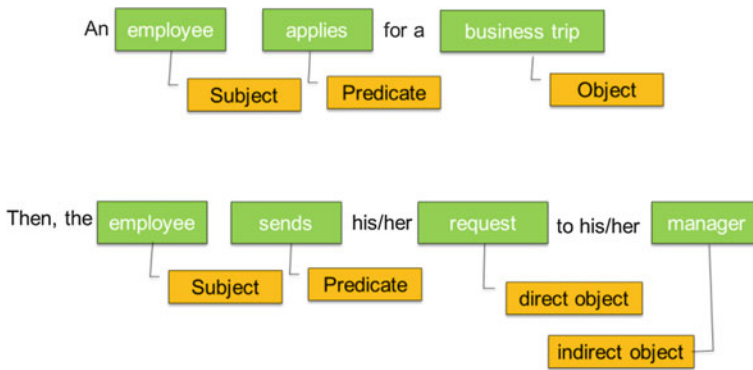 An employee applies for a business trip
Subject Predicate Object
Then, the employee sends his/her request to his/her manager
Subject Predicate direct object
indirect object